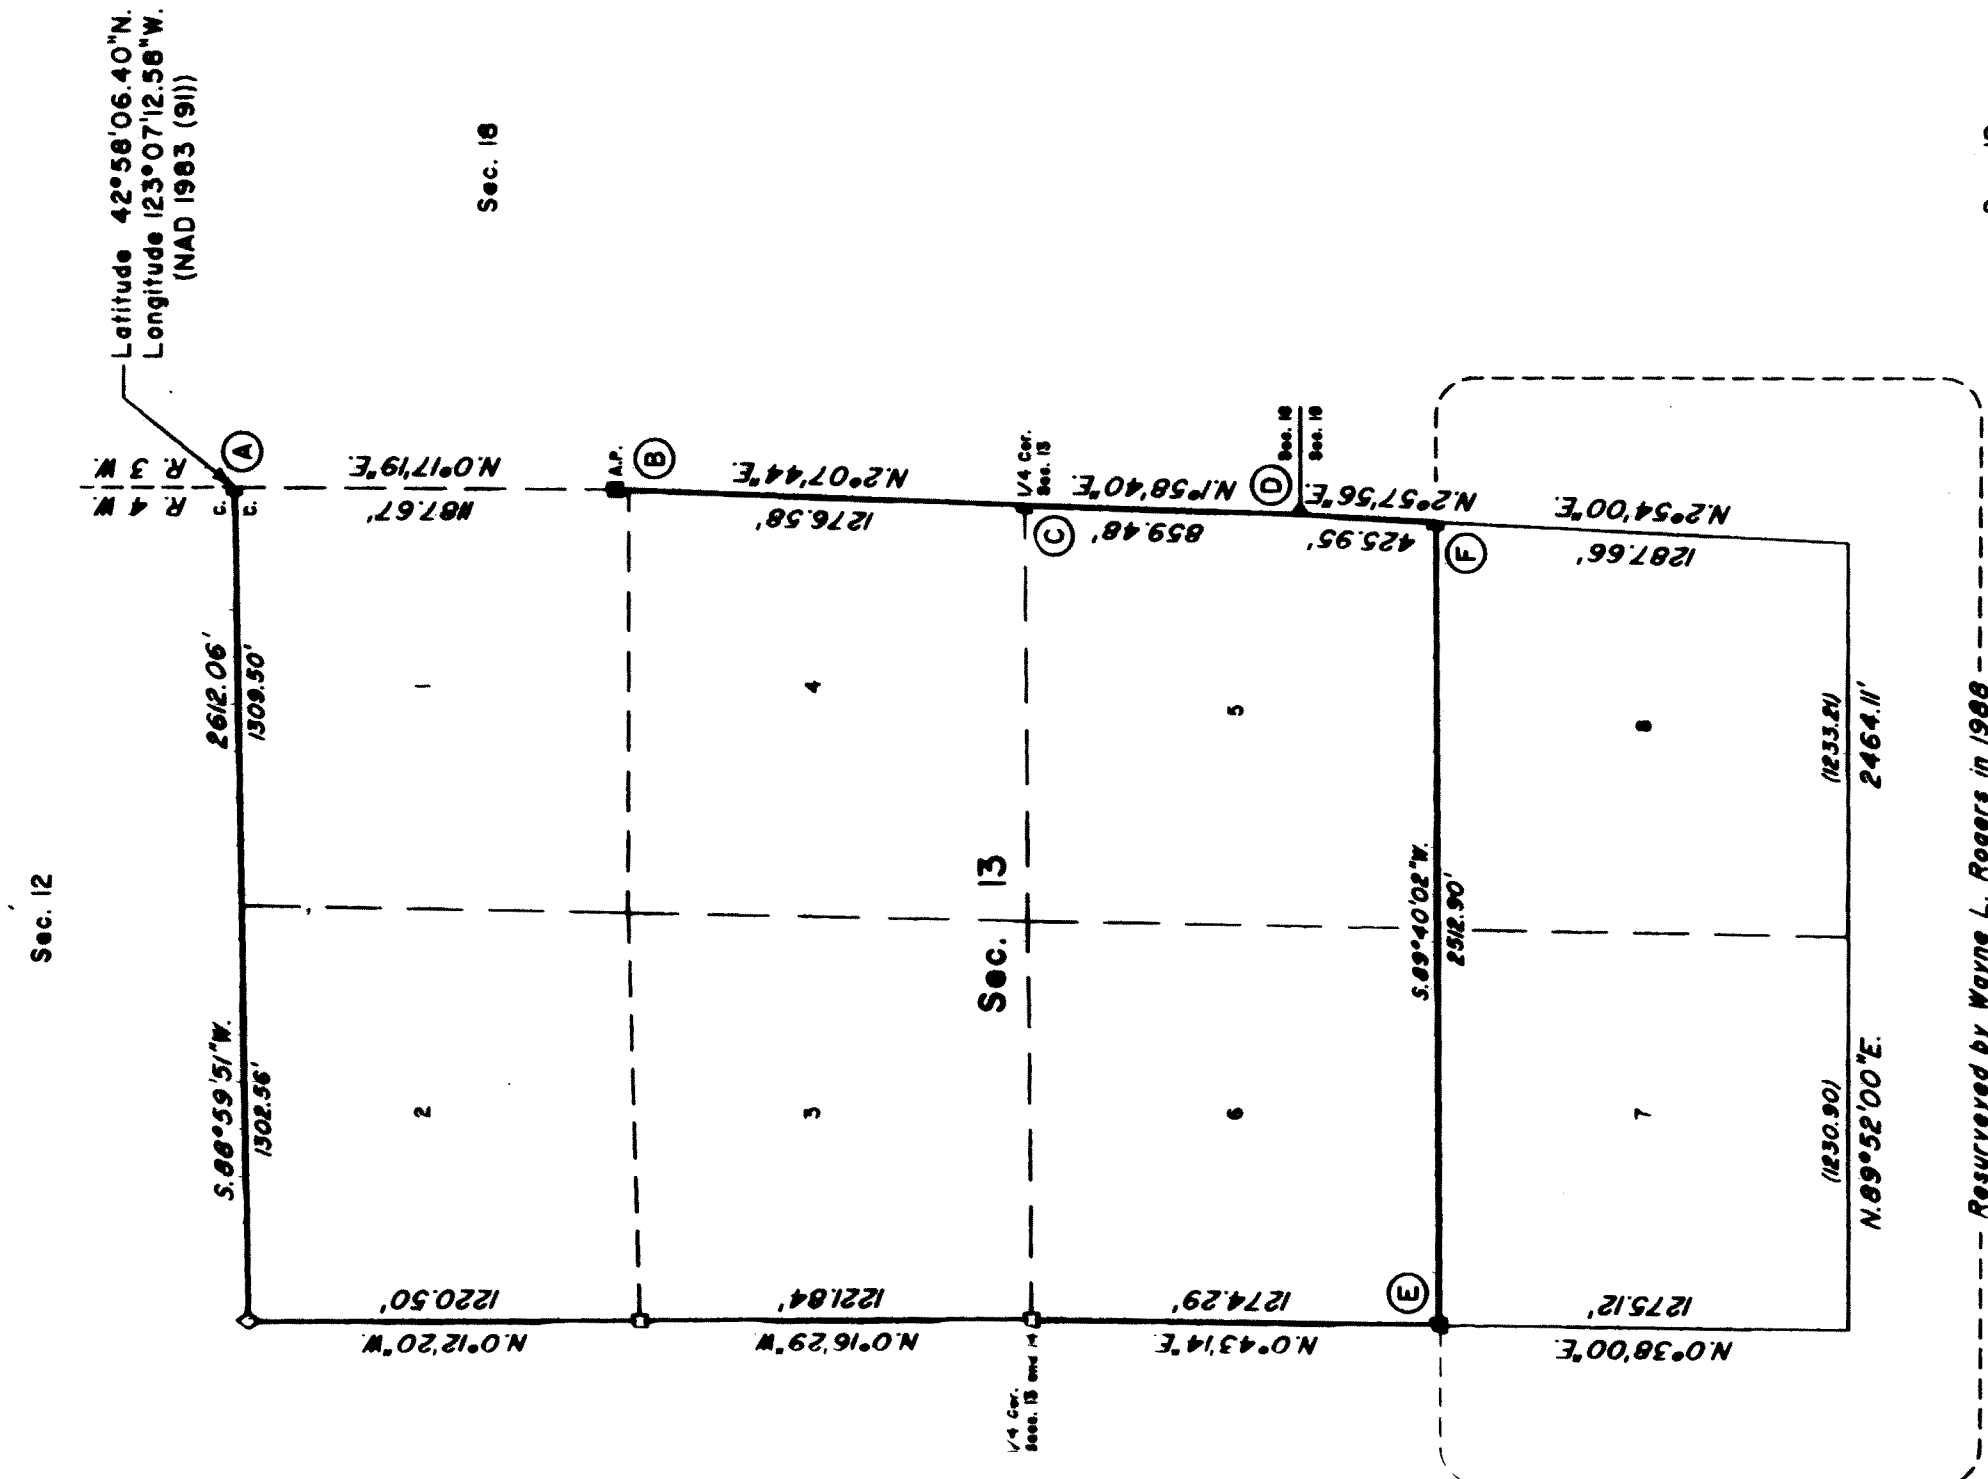 Latitude 42°58'06.40"N.
Longitude 123°07'12.58"W.
(NAD 1983 (91))
Sec. 12
Sec. 18
R. 4 W.
R. 3 W.
C.
C.
A
S.88°59'51"W.
2612.06'
1302.56'
1309.50'
N.0°17'19"E.
1187.67'
A.P.
B
N.2°07'44"E.
1276.58'
1/4 Cor.
Sec. 13
C
N.1°58'40"E.
859.48'
D
Sec. 18
Sec. 19
N.2°57'56"E.
425.95'
F
N.2°54'00"E.
1287.66'
1
2
3
4
Sec. 13
5
6
7
8
1220.50'
N.0°12'20"W.
1221.84'
N.0°16'29"W.
1/4 Cor.
Secs. 13 and 14
1274.29'
N.0°43'14"E.
E
S.89°40'02"W.
2512.90'
1275.12'
N.0°38'00"E.
(1230.90)
(1233.21)
N.89°52'00"E.
2464.11'
Resurveyed by Wayne L. Rogers in 1988